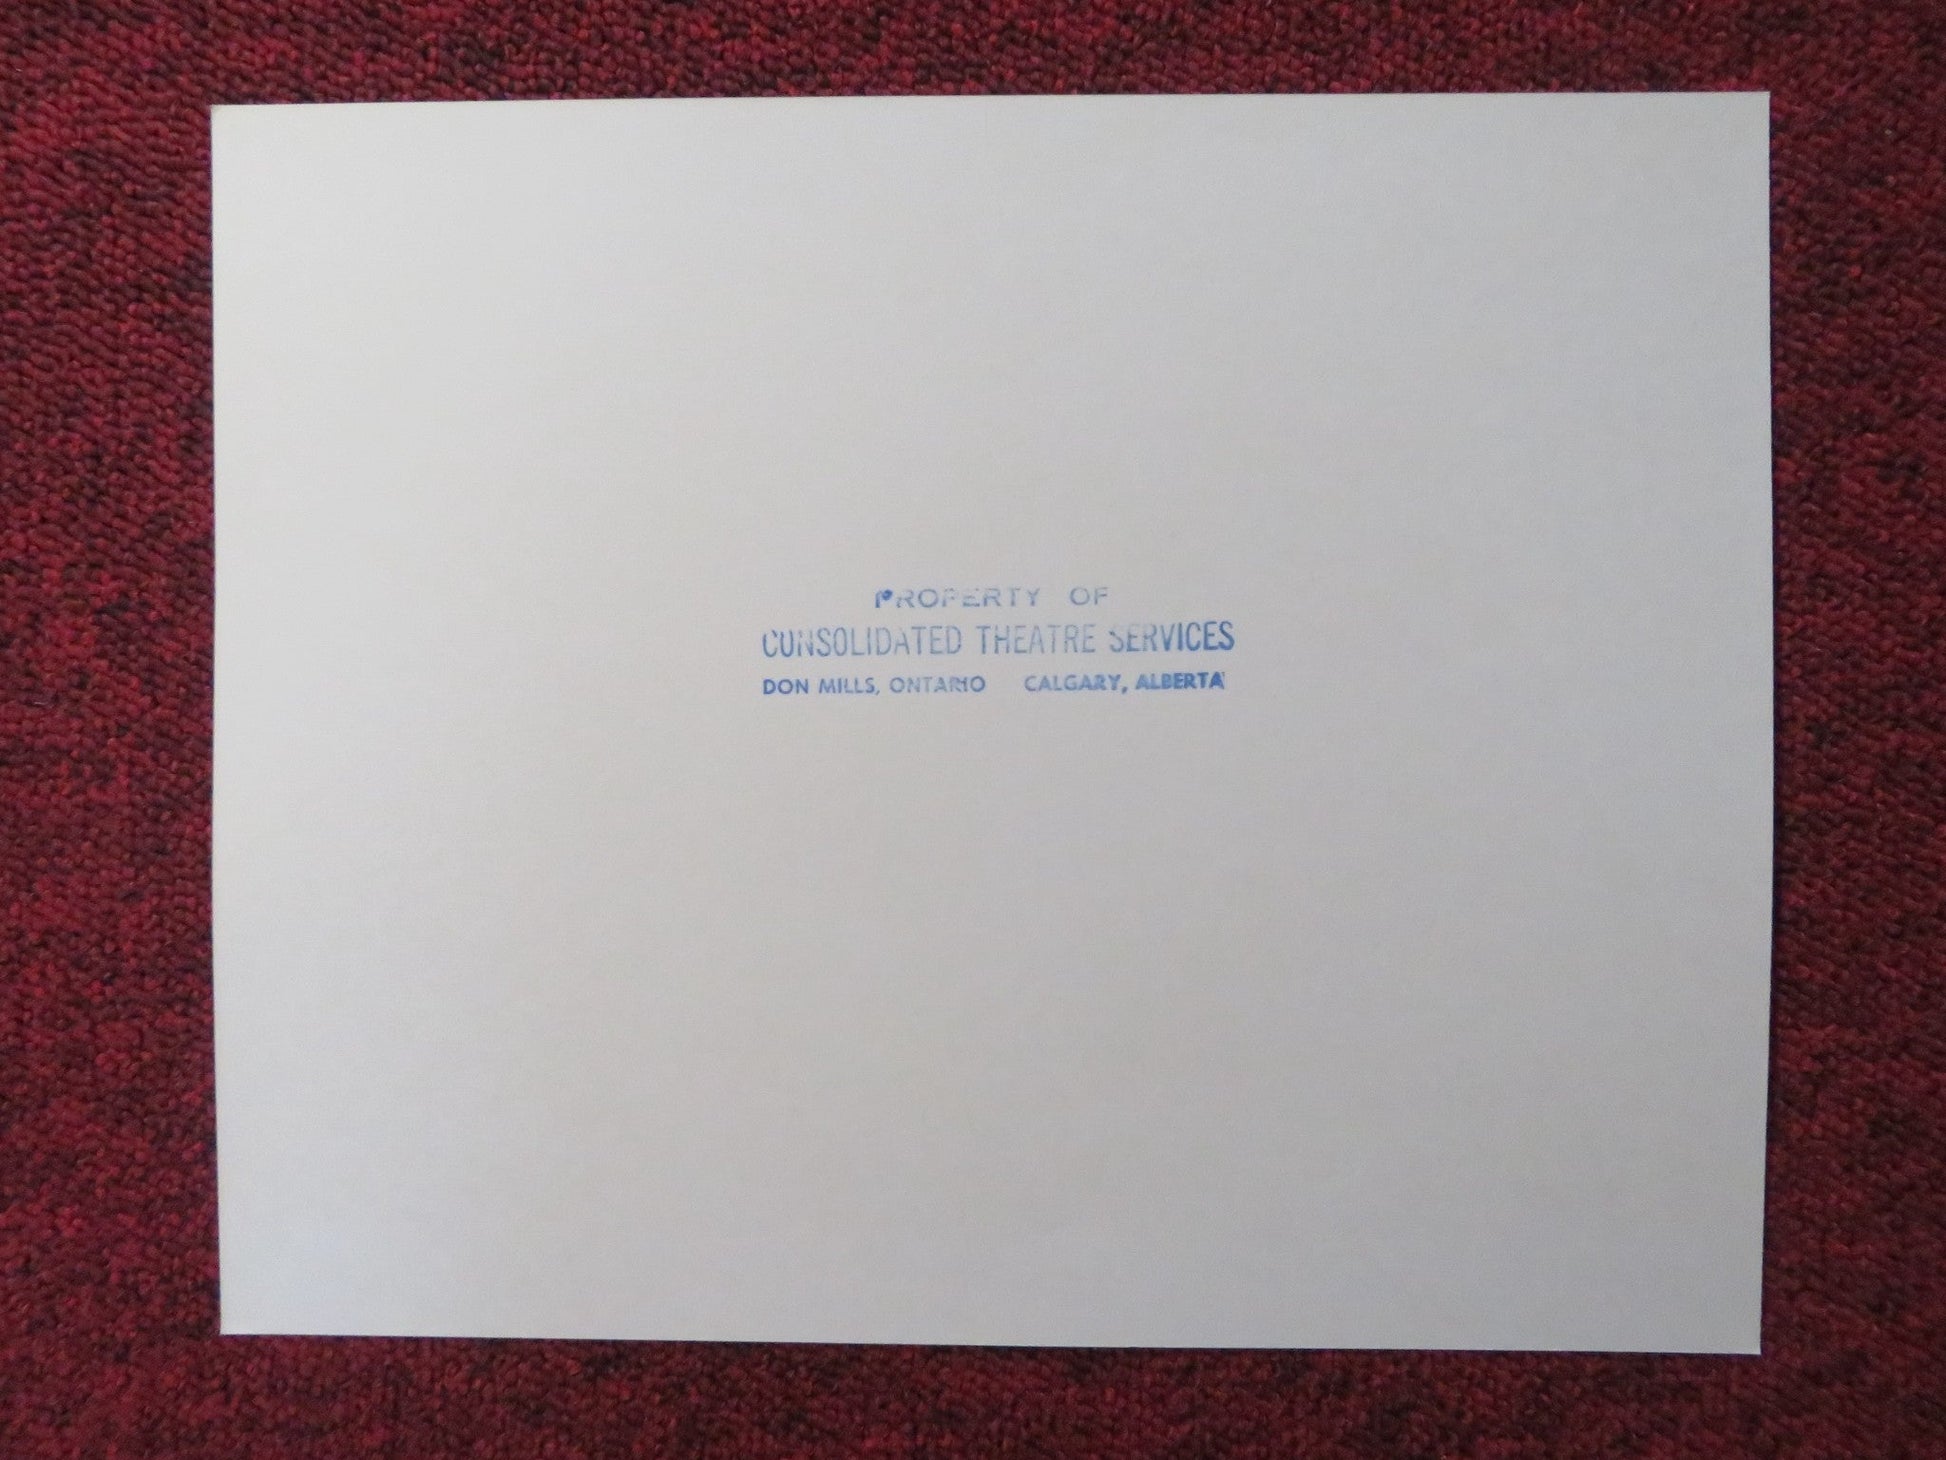 PROPERTY OF
CONSOLIDATED THEATRE SERVICES
DON MILLS, ONTARIO CALGARY, ALBERTA